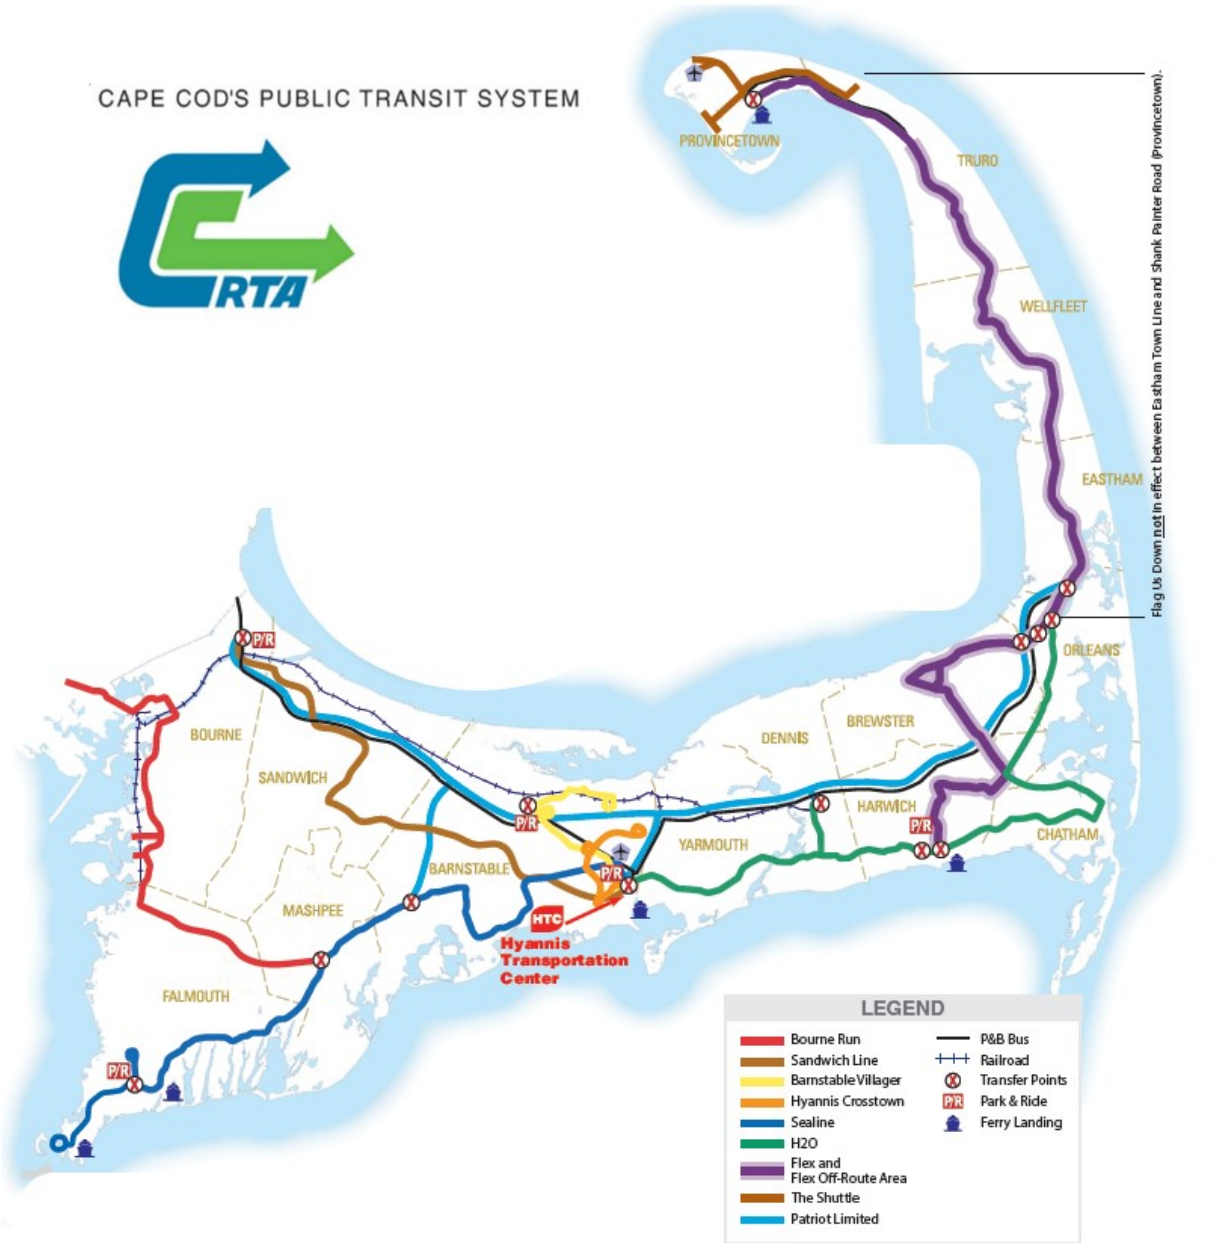 CAPE COD'S PUBLIC TRANSIT SYSTEM
RTA
PROVINCETOWN
TRURO
WELLFLEET
EASTHAM
Flag Us Down not in effect between Eastham Town Line and Shank Painter Road (Provincetown).
P/R
ORLEANS
BOURNE
BREWSTER
DENNIS
SANDWICH
HARWICH
P/R
P/R
CHATHAM
YARMOUTH
BARNSTABLE
P/R
MASHPEE
HTC
Hyannis
Transportation
Center
FALMOUTH
P/R
LEGEND
Bourne Run
Sandwich Line
Barnstable Villager
Hyannis Crosstown
Sealine
H2O
Flex and
Flex Off-Route Area
The Shuttle
Patriot Limited
P&B Bus
Railroad
Transfer Points
P/R Park & Ride
Ferry Landing